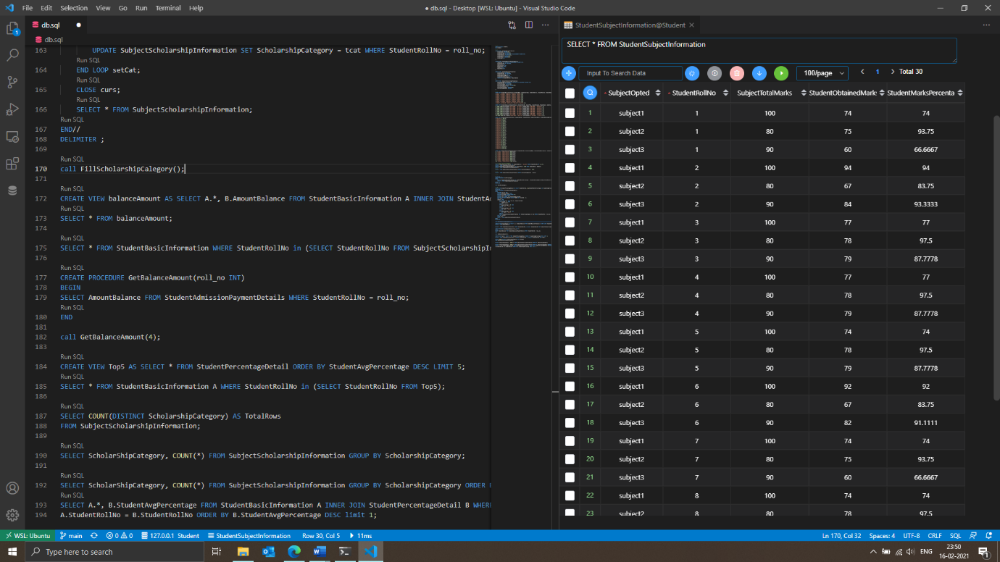 File Edit Selection View Go Run Terminal Help
● db.sql - Desktop [WSL: Ubuntu] - Visual Studio Code
db.sql ●
db.sql
163 UPDATE SubjectScholarshipInformation SET ScholarshipCategory = tcat WHERE StudentRollNo = roll_no;
Run SQL
164 END LOOP setCat;
Run SQL
165 CLOSE curs;
Run SQL
166 SELECT * FROM SubjectScholarshipInformation;
Run SQL
167 END//
168 DELIMITER ;
169
Run SQL
170 call FillScholarshipCalegory();
171
Run SQL
172 CREATE VIEW balanceAmount AS SELECT A.*, B.AmountBalance FROM StudentBasicInformation A INNER JOIN StudentAd
Run SQL
173 SELECT * FROM balanceAmount;
174
Run SQL
175 SELECT * FROM StudentBasicInformation WHERE StudentRollNo in (SELECT StudentRollNo FROM SubjectScholarshipIn
176
Run SQL
177 CREATE PROCEDURE GetBalanceAmount(roll_no INT)
178 BEGIN
179 SELECT AmountBalance FROM StudentAdmissionPaymentDetails WHERE StudentRollNo = roll_no;
Run SQL
180 END
181
182 call GetBalanceAmount(4);
183
Run SQL
184 CREATE VIEW Top5 AS SELECT * FROM StudentPercentageDetail ORDER BY StudentAvgPercentage DESC LIMIT 5;
Run SQL
185 SELECT * FROM StudentBasicInformation A WHERE StudentRollNo in (SELECT StudentRollNo FROM Top5);
186
Run SQL
187 SELECT COUNT(DISTINCT ScholarshipCategory) AS TotalRows
188 FROM SubjectScholarshipInformation;
189
Run SQL
190 SELECT ScholarShipCategory, COUNT(*) FROM SubjectScholarshipInformation GROUP BY ScholarshipCategory;
191
Run SQL
192 SELECT ScholarShipCategory, COUNT(*) FROM SubjectScholarshipInformation GROUP BY ScholarshipCategory ORDER
Run SQL
193 SELECT A.*, B.StudentAvgPercentage FROM StudentBasicInformation A INNER JOIN StudentPercentageDetail B WHERE
194 A.StudentRollNo = B.StudentRollNo ORDER BY B.StudentAvgPercentage DESC limit 1;
StudentSubjectInformation@Student
SELECT * FROM StudentSubjectInformation
Input To Search Data 100/page 1 Total 30
SubjectOpted StudentRollNo SubjectTotalMarks StudentObtainedMarks StudentMarksPercenta
1 subject1 1 100 74 74
2 subject2 1 80 75 93.75
3 subject3 1 90 60 66.6667
4 subject1 2 100 94 94
5 subject2 2 80 67 83.75
6 subject3 2 90 84 93.3333
7 subject1 3 100 77 77
8 subject2 3 80 78 97.5
9 subject3 3 90 79 87.7778
10 subject1 4 100 77 77
11 subject2 4 80 78 97.5
12 subject3 4 90 79 87.7778
13 subject1 5 100 74 74
14 subject2 5 80 78 97.5
15 subject3 5 90 79 87.7778
16 subject1 6 100 92 92
17 subject2 6 80 67 83.75
18 subject3 6 90 82 91.1111
19 subject1 7 100 74 74
20 subject2 7 80 75 93.75
21 subject3 7 90 60 66.6667
22 subject1 8 100 74 74
23 subject2 8 80 78 97.5
WSL: Ubuntu main 0 0 127.0.0.1 Student StudentSubjectInformation Row 30, Col 5 11ms Ln 170, Col 32 Spaces: 4 UTF-8 CRLF SQL
Type here to search ENG 23:50
16-02-2021